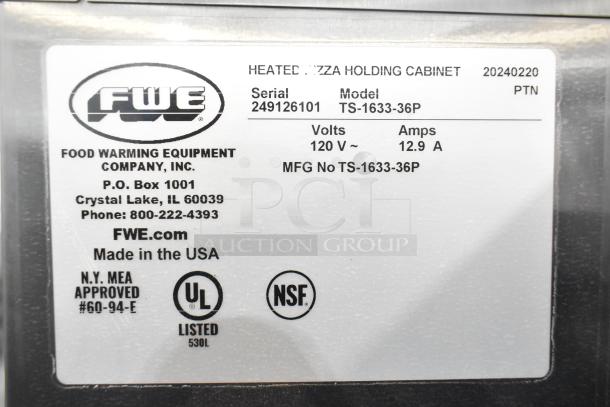 FWE
®
FOOD WARMING EQUIPMENT
COMPANY, INC.
P.O. Box 1001
Crystal Lake, IL 60039
Phone: 800-222-4393
FWE.com
Made in the USA
N.Y. MEA
APPROVED
#60-94-E
UL
®
LISTED
530L
NSF
HEATED ZZA HOLDING CABINET 20240220
Serial Model PTN
249126101 TS-1633-36P
Volts Amps
120 V ~ 12.9 A
MFG No TS-1633-36P
pci
AUCTION GROUP